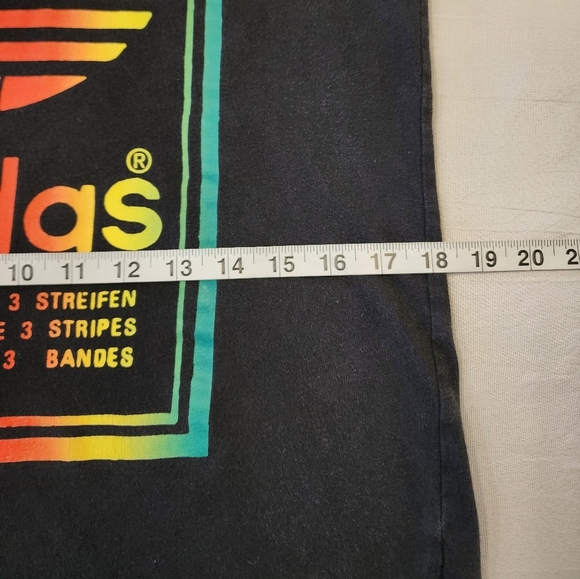 das®
10 11 12 13 14 15 16 17 18 19 20
3 STREIFEN
E 3 STRIPES
3 BANDES